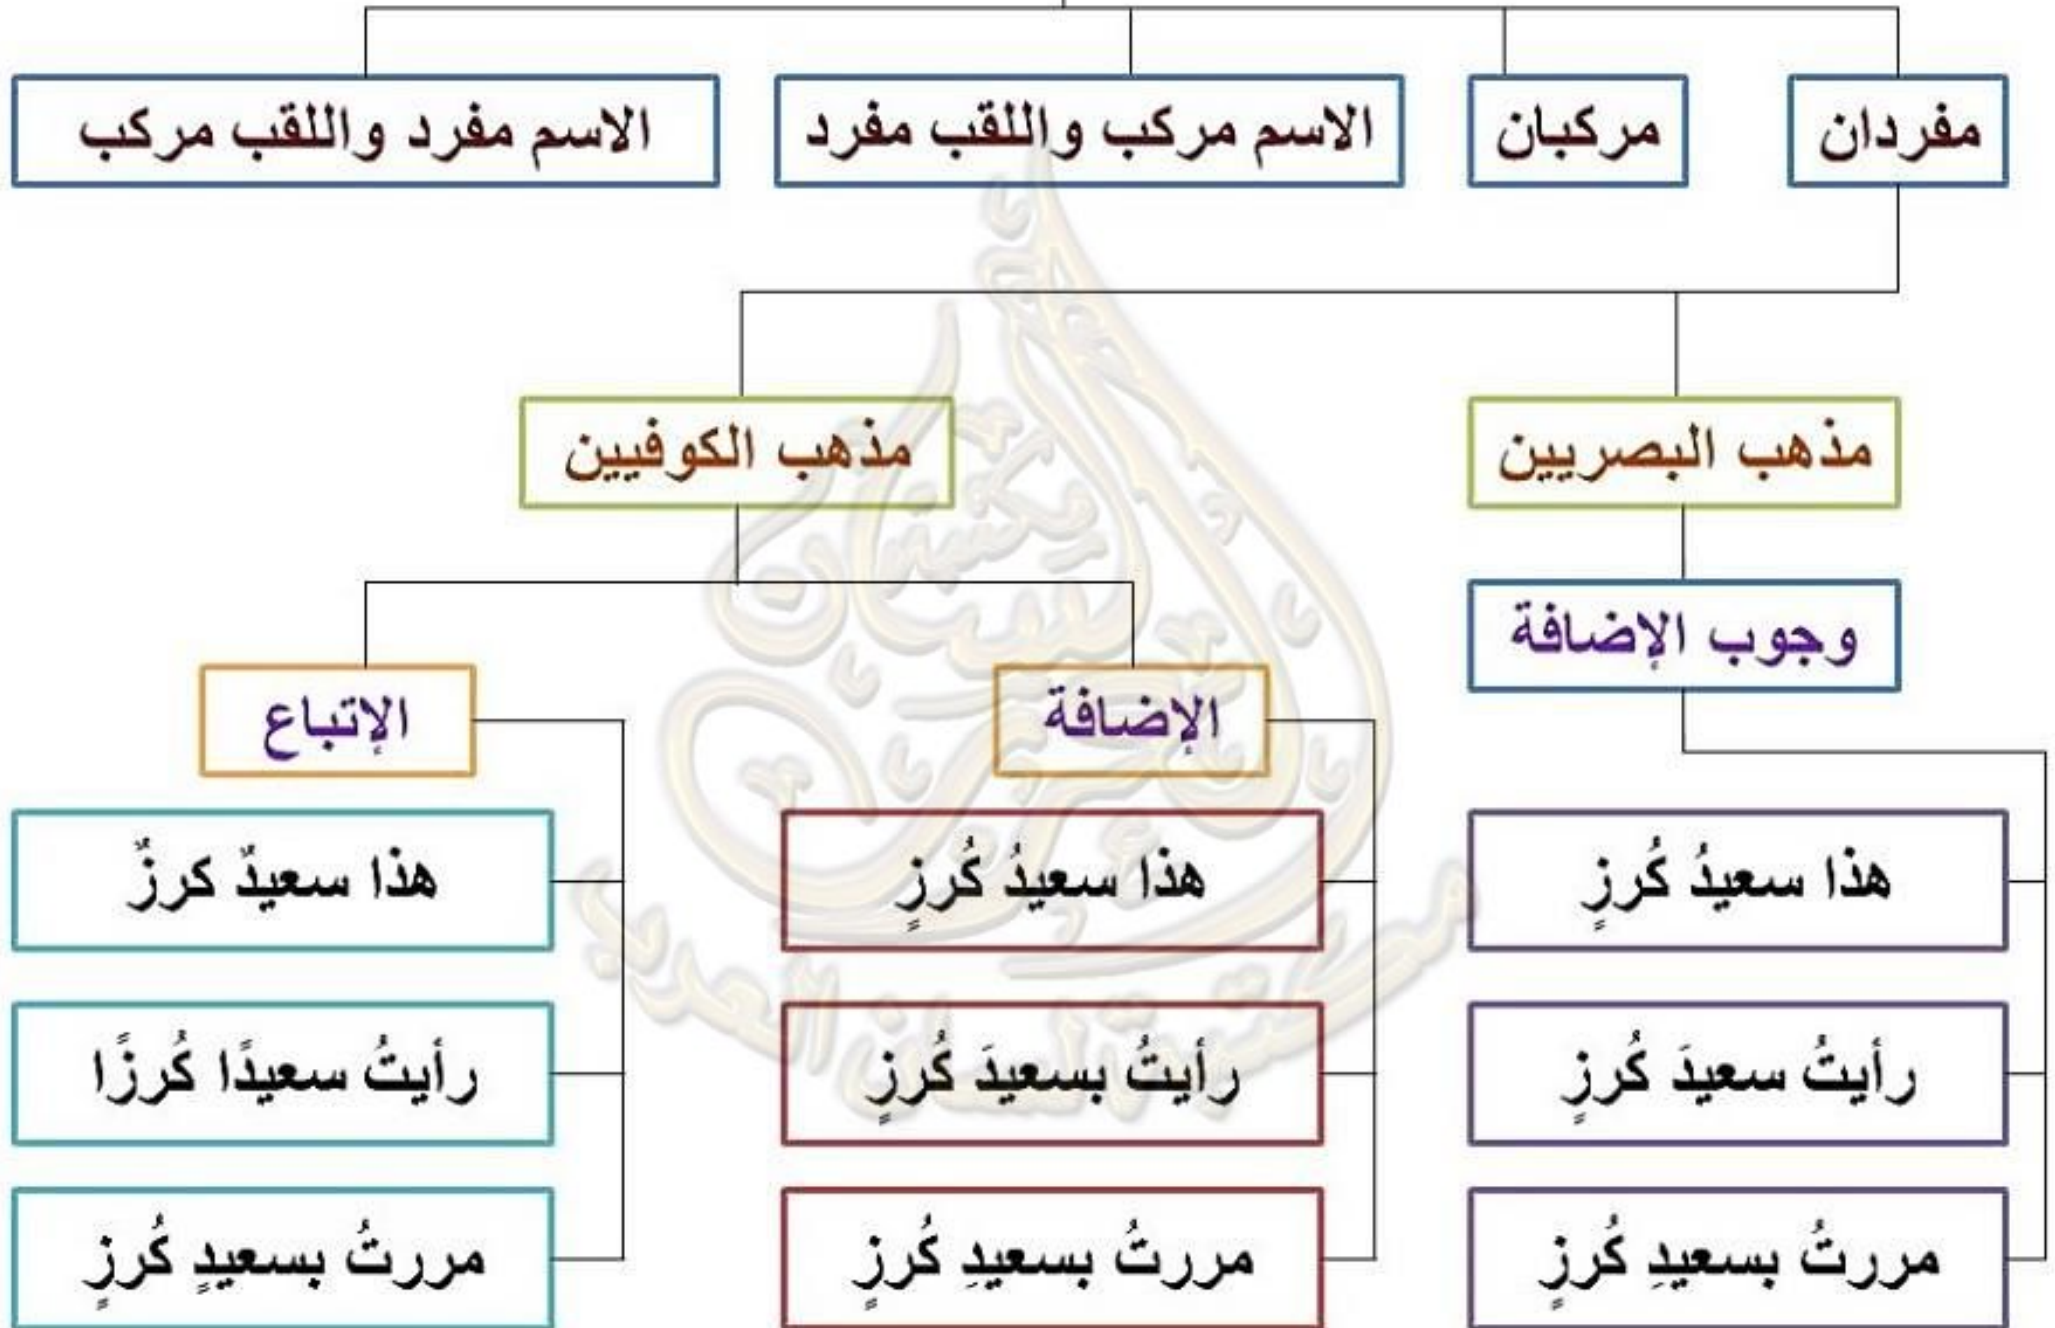 مفردان
مركبان
الاسم مركب واللقب مفرد
الاسم مفرد واللقب مركب
مذهب البصريين
مذهب الكوفيين
وجوب الإضافة
الإضافة
الإتباع
هذا سعيدُ كُرزٍ
هذا سعيدُ كُرزٍ
هذا سعيدٌ كرزٌ
رأيتُ سعيدَ كُرزٍ
رأيتُ بسعيدَ كُرزٍ
رأيتُ سعيدًا كُرزًا
مررتُ بسعيدِ كُرزٍ
مررتُ بسعيدِ كُرزٍ
مررتُ بسعيدٍ كُرزٍ